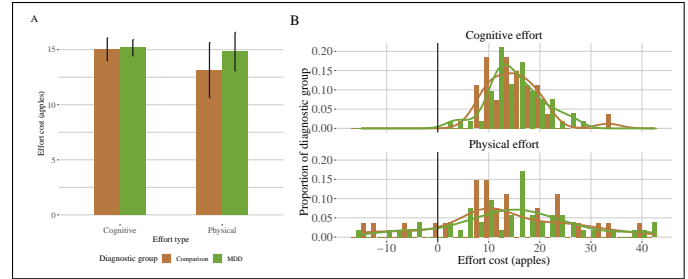 A
Effort cost (apples)
15
10
5
0
Cognitive
Physical
Effort type
Diagnostic group
Comparison
MDD
B
Proportion of diagnostic group
Cognitive effort
0.20
0.15
0.10
0.05
0.00
Physical effort
0.20
0.15
0.10
0.05
0.00
−10
0
10
20
30
40
Effort cost (apples)